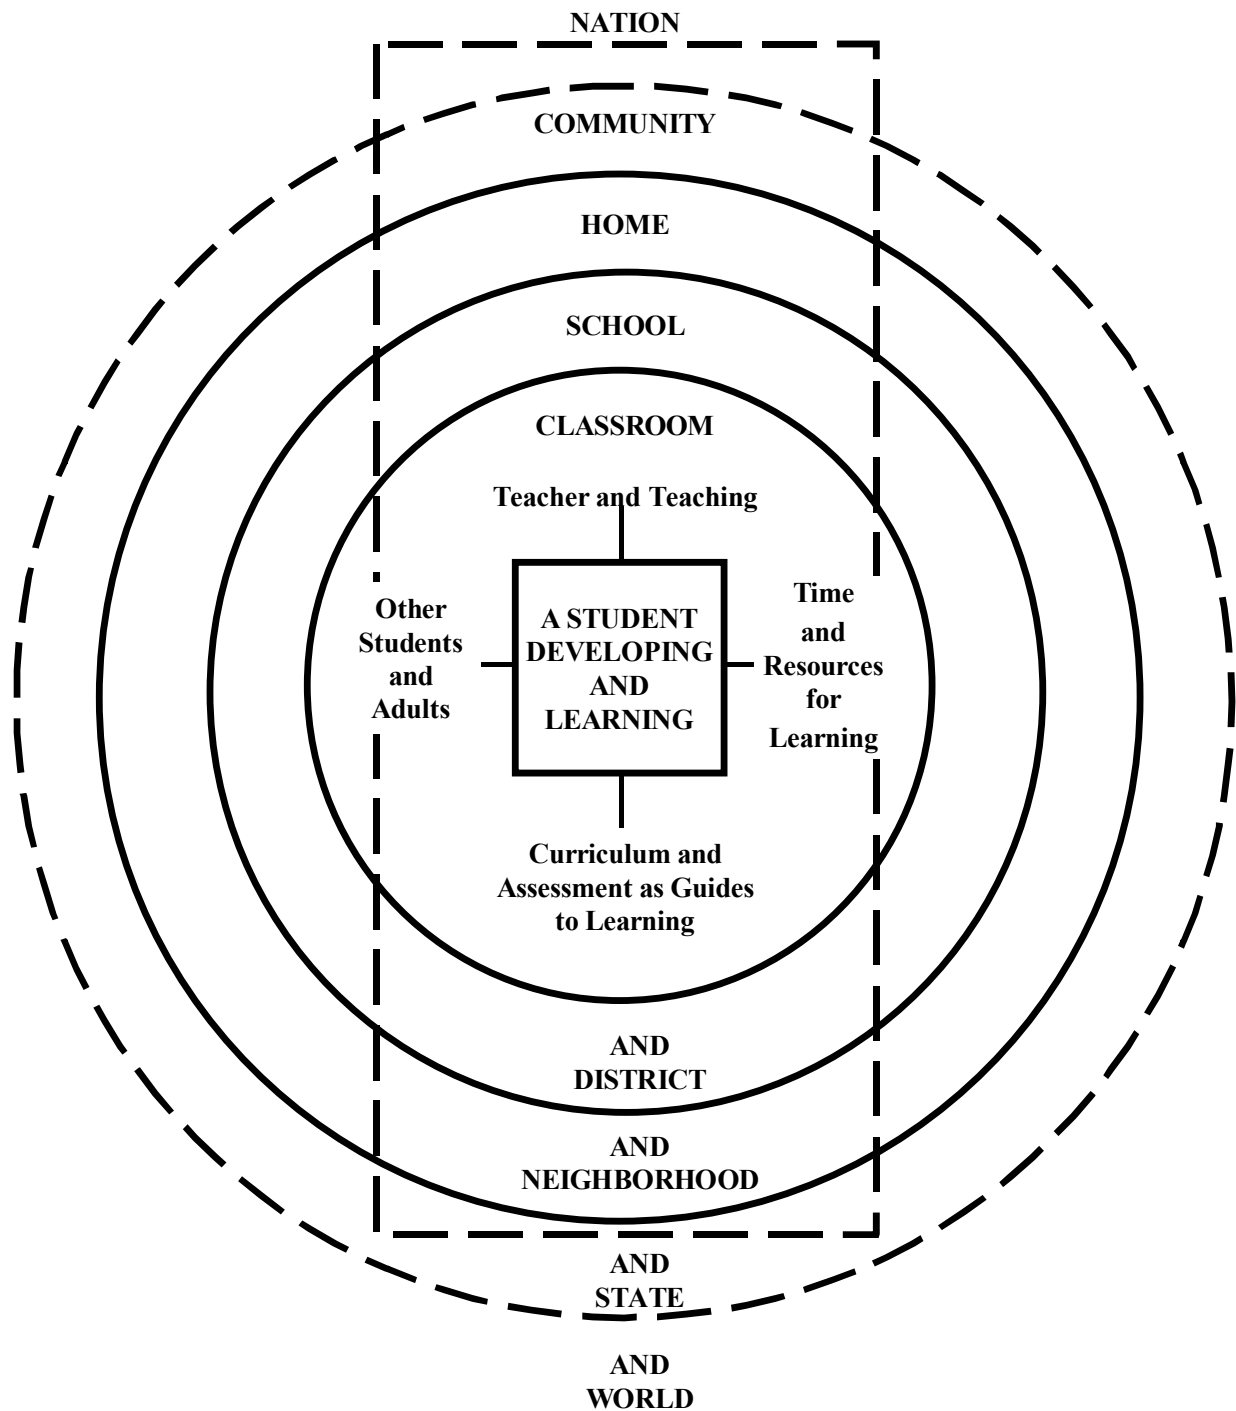 NATION
COMMUNITY
HOME
SCHOOL
CLASSROOM
Teacher and Teaching
Other
Students
and
Adults
A STUDENT
DEVELOPING
AND
LEARNING
Time
and
Resources
for
Learning
Curriculum and
Assessment as Guides
to Learning
AND
DISTRICT
AND
NEIGHBORHOOD
AND
STATE
AND
WORLD